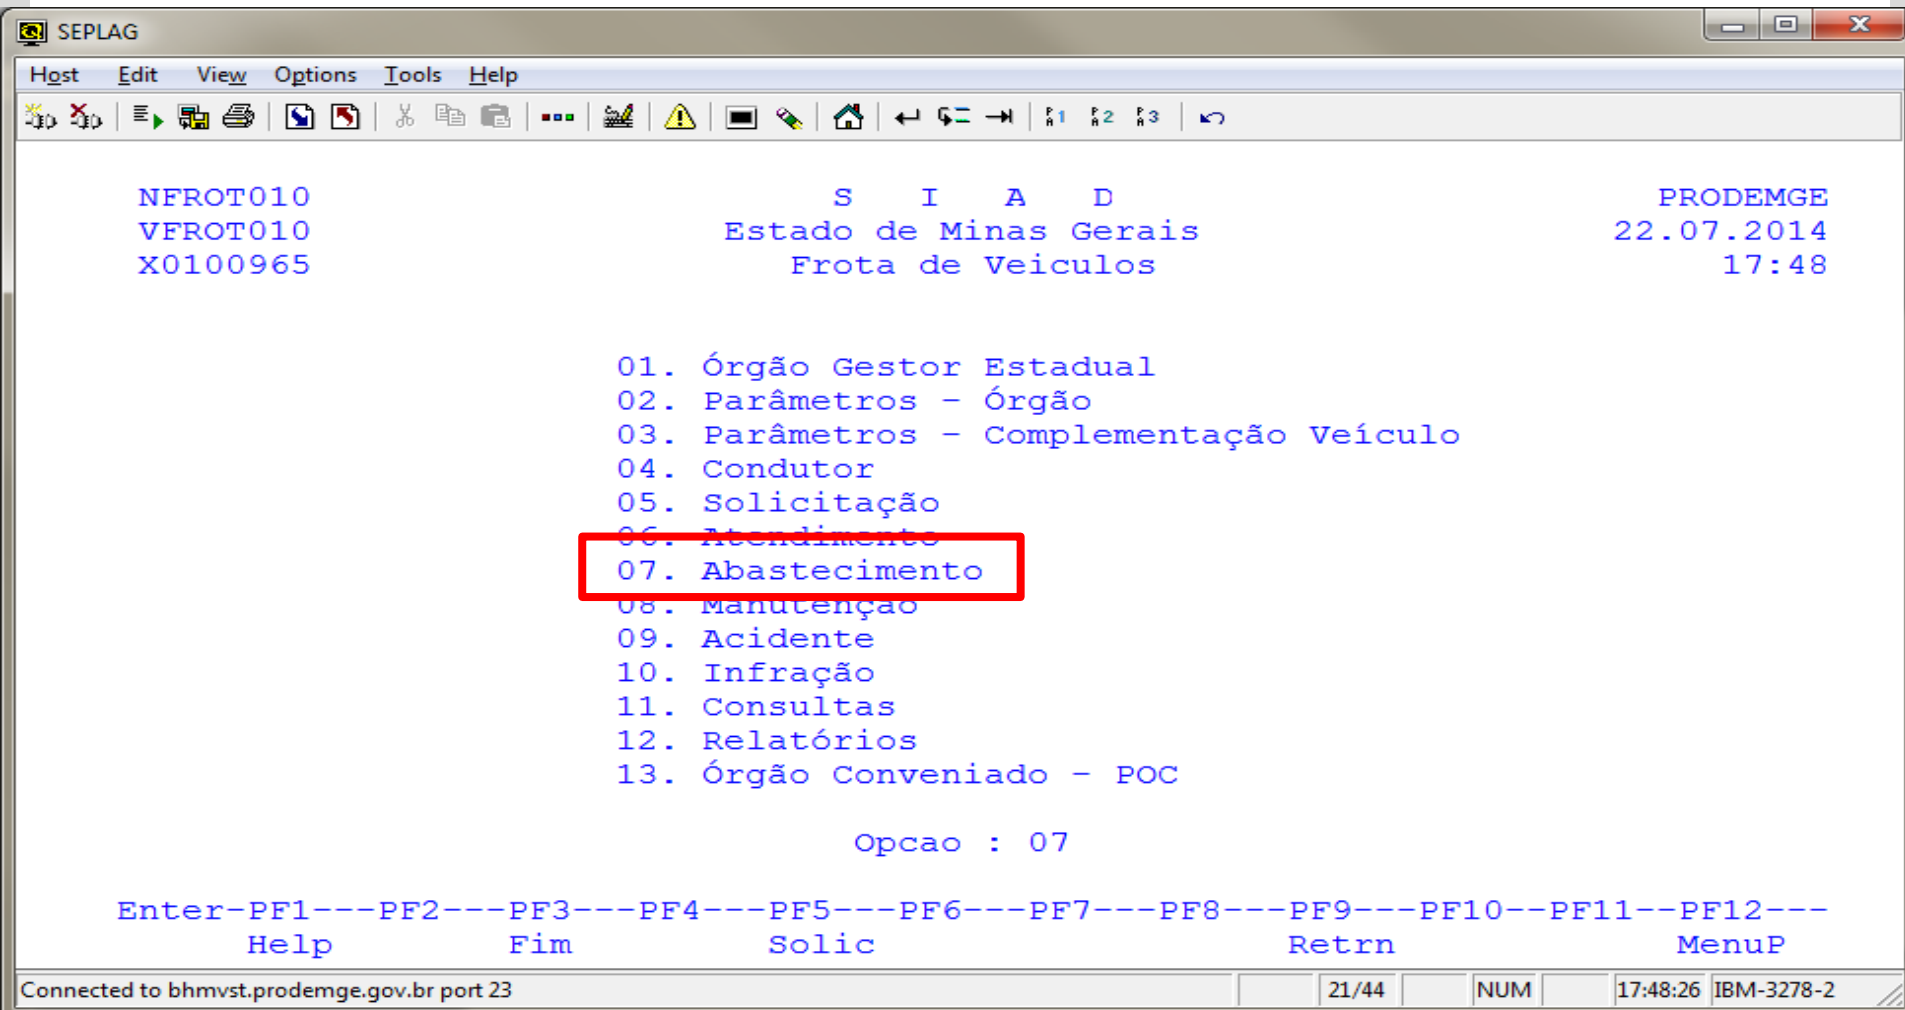 SEPLAG
Host Edit View Options Tools Help
NFROT010 S I A D PRODEMGE
VFROT010 Estado de Minas Gerais 22.07.2014
X0100965 Frota de Veiculos 17:48
01. Órgão Gestor Estadual
02. Parâmetros - Órgão
03. Parâmetros - Complementação Veículo
04. Condutor
05. Solicitação
06. Atendimento
07. Abastecimento
08. Manutenção
09. Acidente
10. Infração
11. Consultas
12. Relatórios
13. Órgão Conveniado - POC
Opcao : 07
Enter-PF1---PF2---PF3---PF4---PF5---PF6---PF7---PF8---PF9---PF10--PF11--PF12---
Help Fim Solic Retrn MenuP
Connected to bhmvst.prodemge.gov.br port 23 21/44 NUM 17:48:26 IBM-3278-2